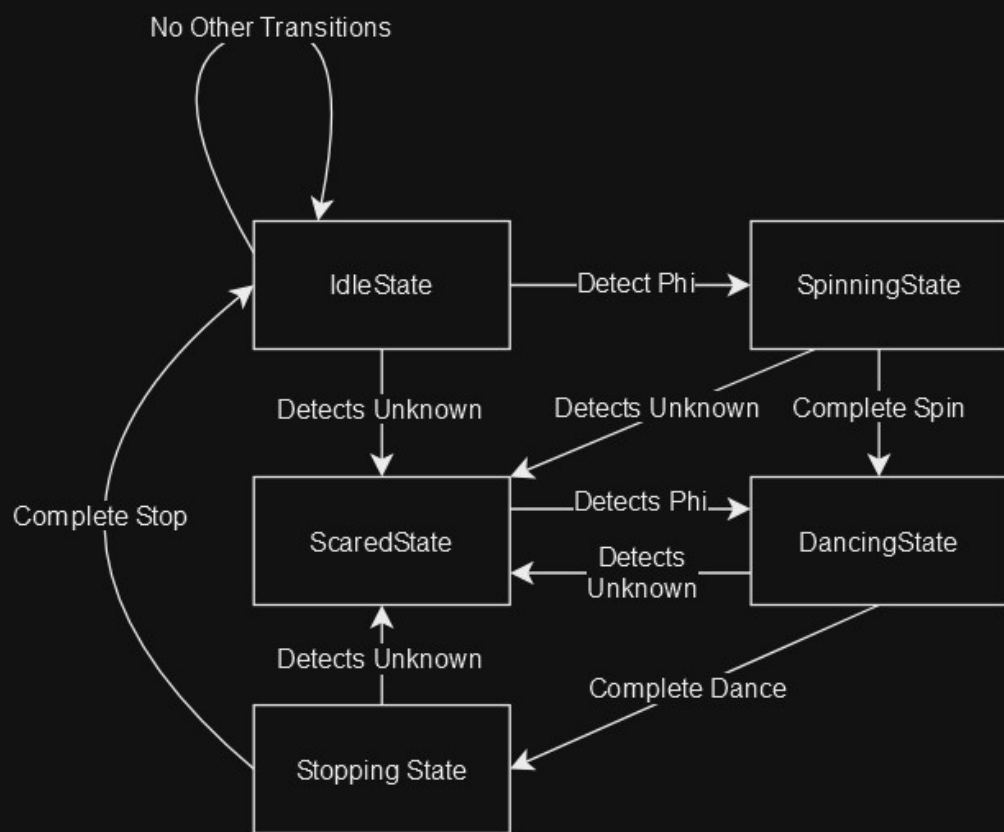 No Other Transitions
IdleState
Detect Phi
SpinningState
Detects Unknown
Detects Unknown
Complete Spin
Complete Stop
ScaredState
Detects Phi
Detects
Unknown
DancingState
Detects Unknown
Complete Dance
Stopping State